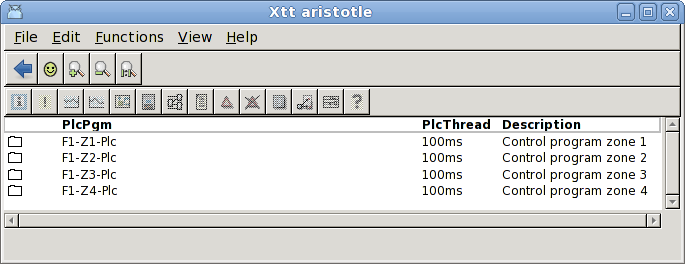 Xtt aristotle
File Edit Functions View Help
PlcPgm PlcThread Description
F1-Z1-Plc 100ms Control program zone 1
F1-Z2-Plc 100ms Control program zone 2
F1-Z3-Plc 100ms Control program zone 3
F1-Z4-Plc 100ms Control program zone 4